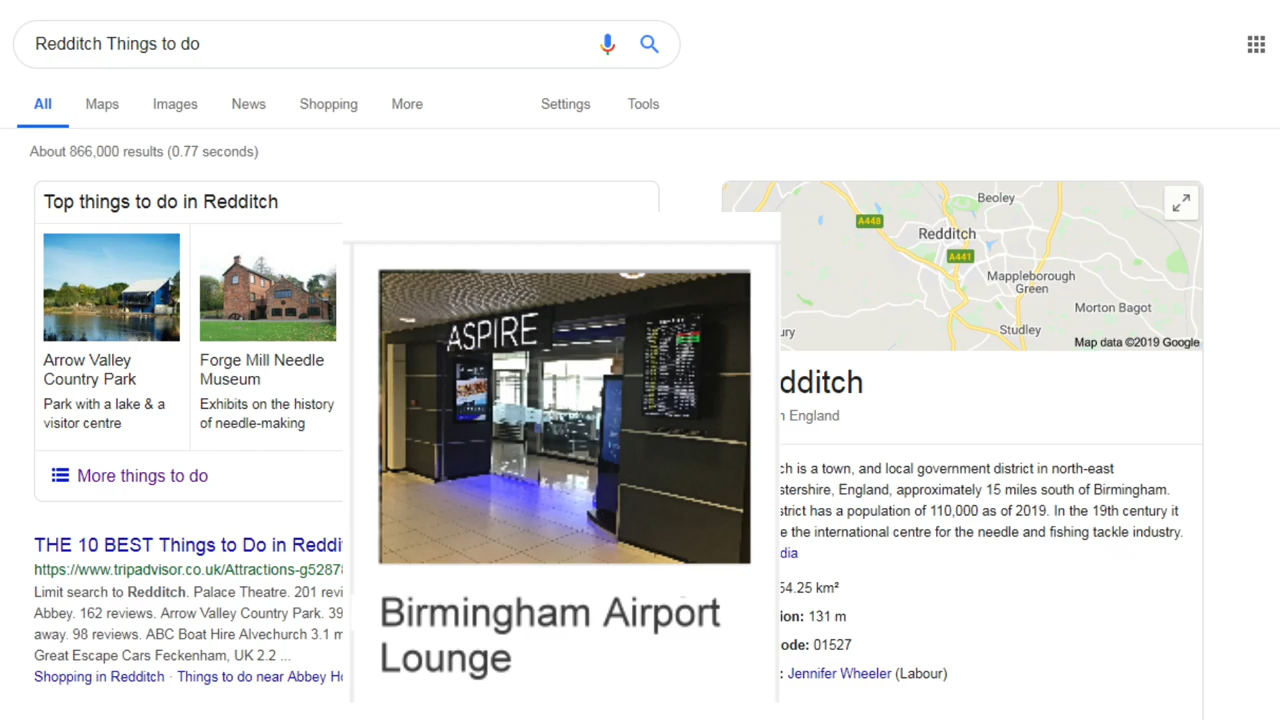 Redditch Things to do
All Maps Images News Shopping More Settings Tools
About 866,000 results (0.77 seconds)
Top things to do in Redditch
Arrow Valley
Country Park
Park with a lake & a
visitor centre
Forge Mill Needle
Museum
Exhibits on the history
of needle-making
More things to do
THE 10 BEST Things to Do in Reddi
https://www.tripadvisor.co.uk/Attractions-g5287
Limit search to Redditch. Palace Theatre. 201 revi
Abbey. 162 reviews. Arrow Valley Country Park. 39
away. 98 reviews. ABC Boat Hire Alvechurch 3.1 m
Great Escape Cars Feckenham, UK 2.2 ...
Shopping in Redditch · Things to do near Abbey Ho
ASPIRE
Birmingham Airport
Lounge
Beoley
A448
Redditch
A441
Mappleborough
Green
Morton Bagot
ury
Studley
Map data ©2019 Google
dditch
n England
ch is a town, and local government district in north-east
stershire, England, approximately 15 miles south of Birmingham.
strict has a population of 110,000 as of 2019. In the 19th century it
e the international centre for the needle and fishing tackle industry.
dia
54.25 km²
ion: 131 m
ode: 01527
: Jennifer Wheeler (Labour)